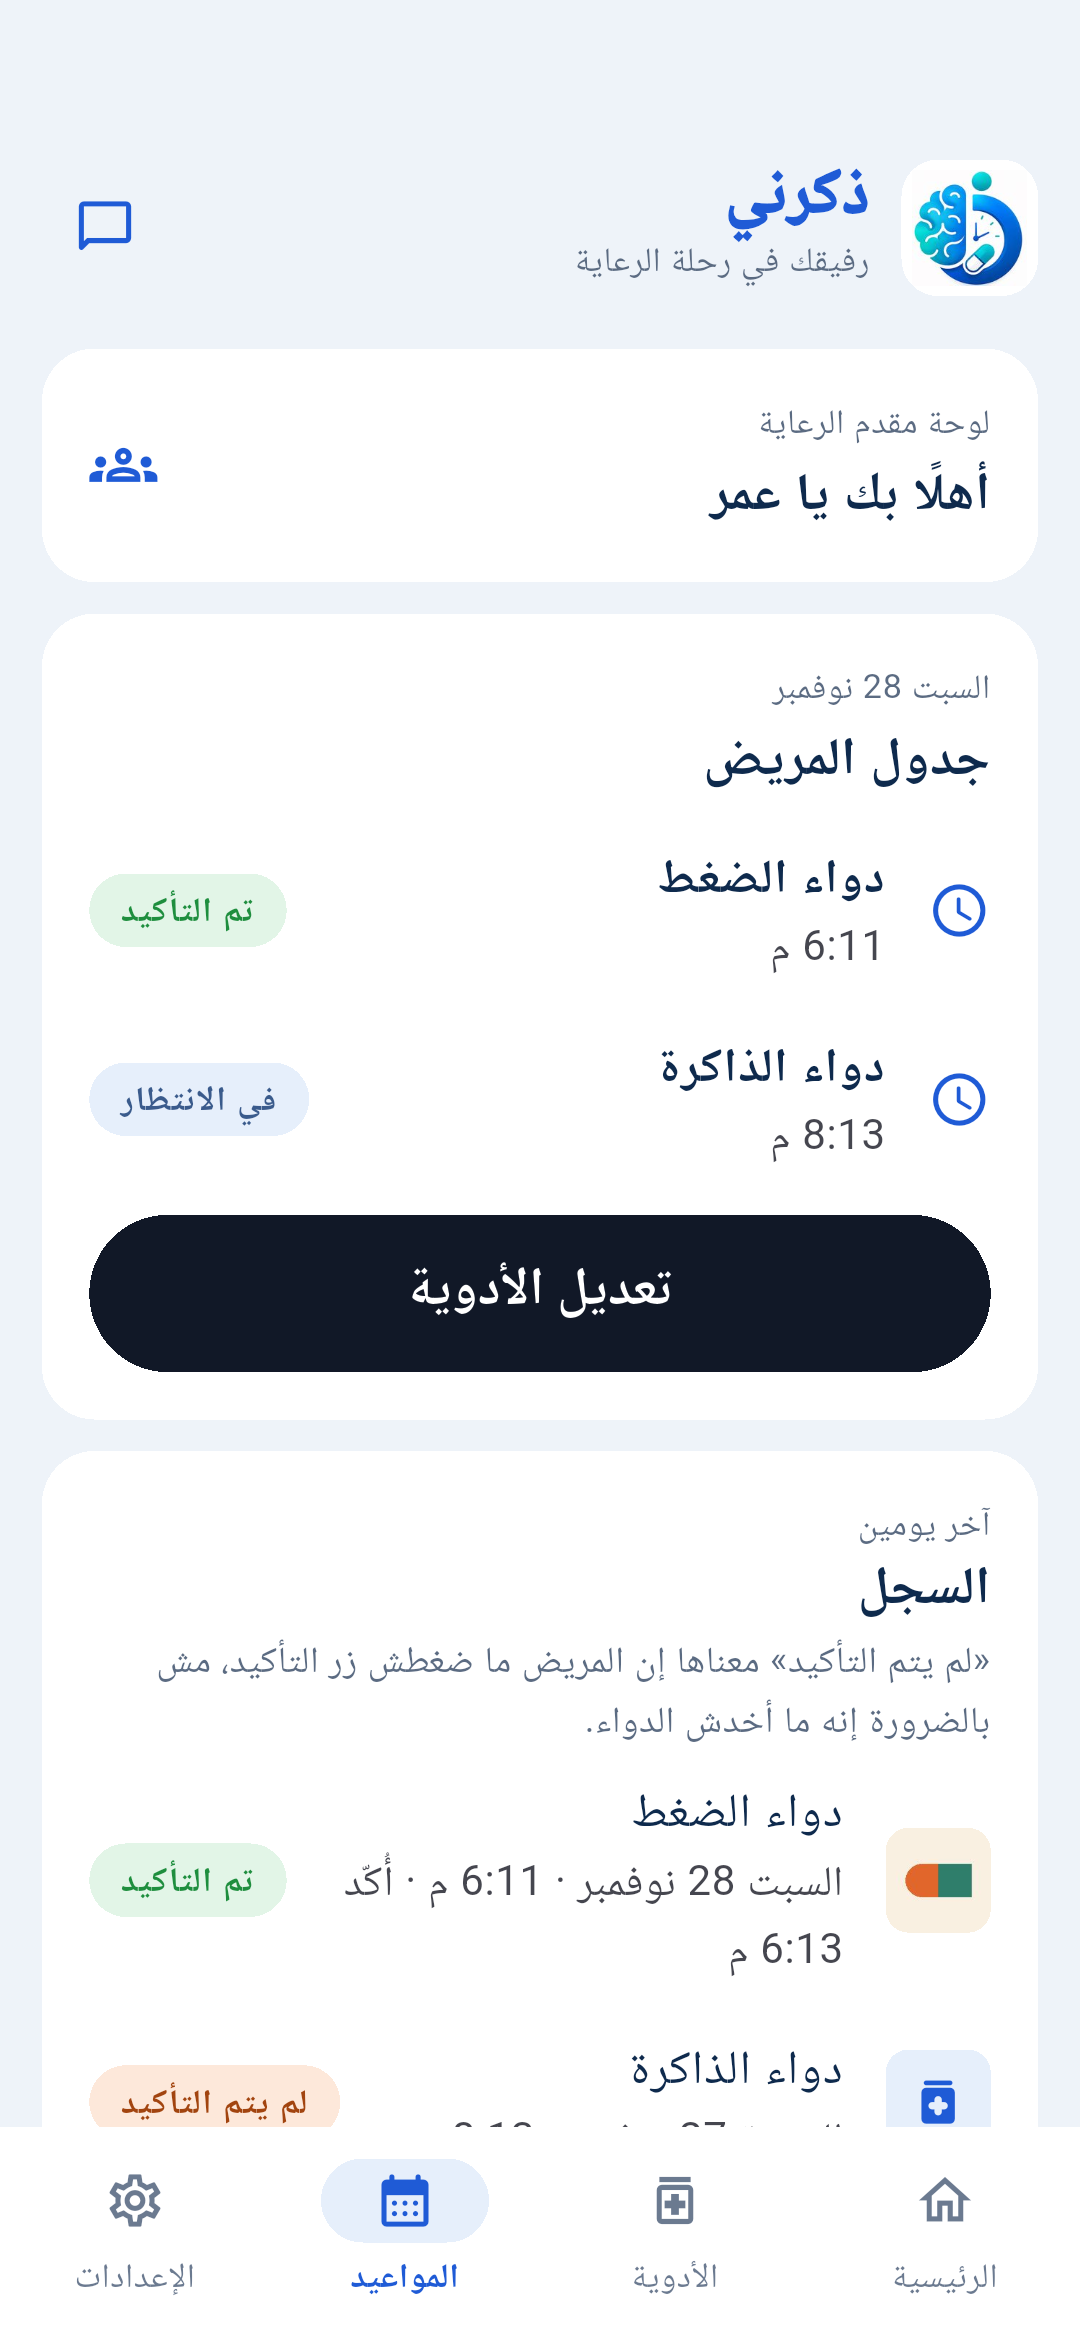 ذكرني
رفيقك في رحلة الرعاية
لوحة مقدم الرعاية
أهلًا بك يا عمر
السبت 28 نوفمبر
جدول المريض
دواء الضغط
6:11 م
تم التأكيد
دواء الذاكرة
8:13 م
في الانتظار
تعديل الأدوية
آخر يومين
السجل
«لم يتم التأكيد» معناها إن المريض ما ضغطش زر التأكيد، مش
بالضرورة إنه ما أخدش الدواء.
دواء الضغط
السبت 28 نوفمبر · 6:11 م · أُكّد
6:13 م
تم التأكيد
دواء الذاكرة
لم يتم التأكيد
الرئيسية
الأدوية
المواعيد
الإعدادات